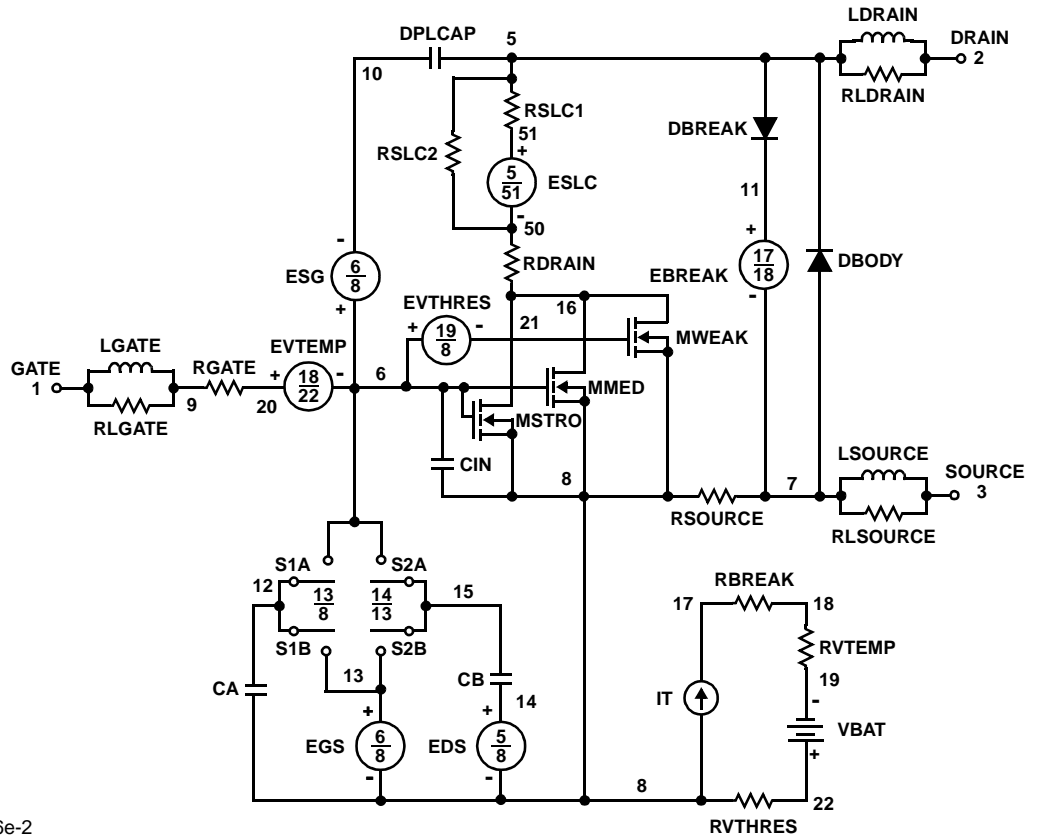 LDRAIN
DPLCAP
5
DRAIN
2
10
RLDRAIN
RSLC1
DBREAK
51
+
RSLC2
5
51
ESLC
11
-
50
-
+
17
18
RDRAIN
EBREAK
DBODY
6
8
ESG
-
EVTHRES
16
+
+
19
8
-
21
MWEAK
LGATE
EVTEMP
GATE
1
RGATE
+
18
22
-
6
MMED
9
20
RLGATE
MSTRO
CIN
LSOURCE
8
7
SOURCE
3
RSOURCE
RLSOURCE
S1A
S2A
12
13
8
14
13
15
RBREAK
17
18
S1B
S2B
RVTEMP
13
CB
19
CA
14
IT
-
+
+
VBAT
EGS
6
8
EDS
5
8
+
-
-
8
22
6e-2
RVTHRES